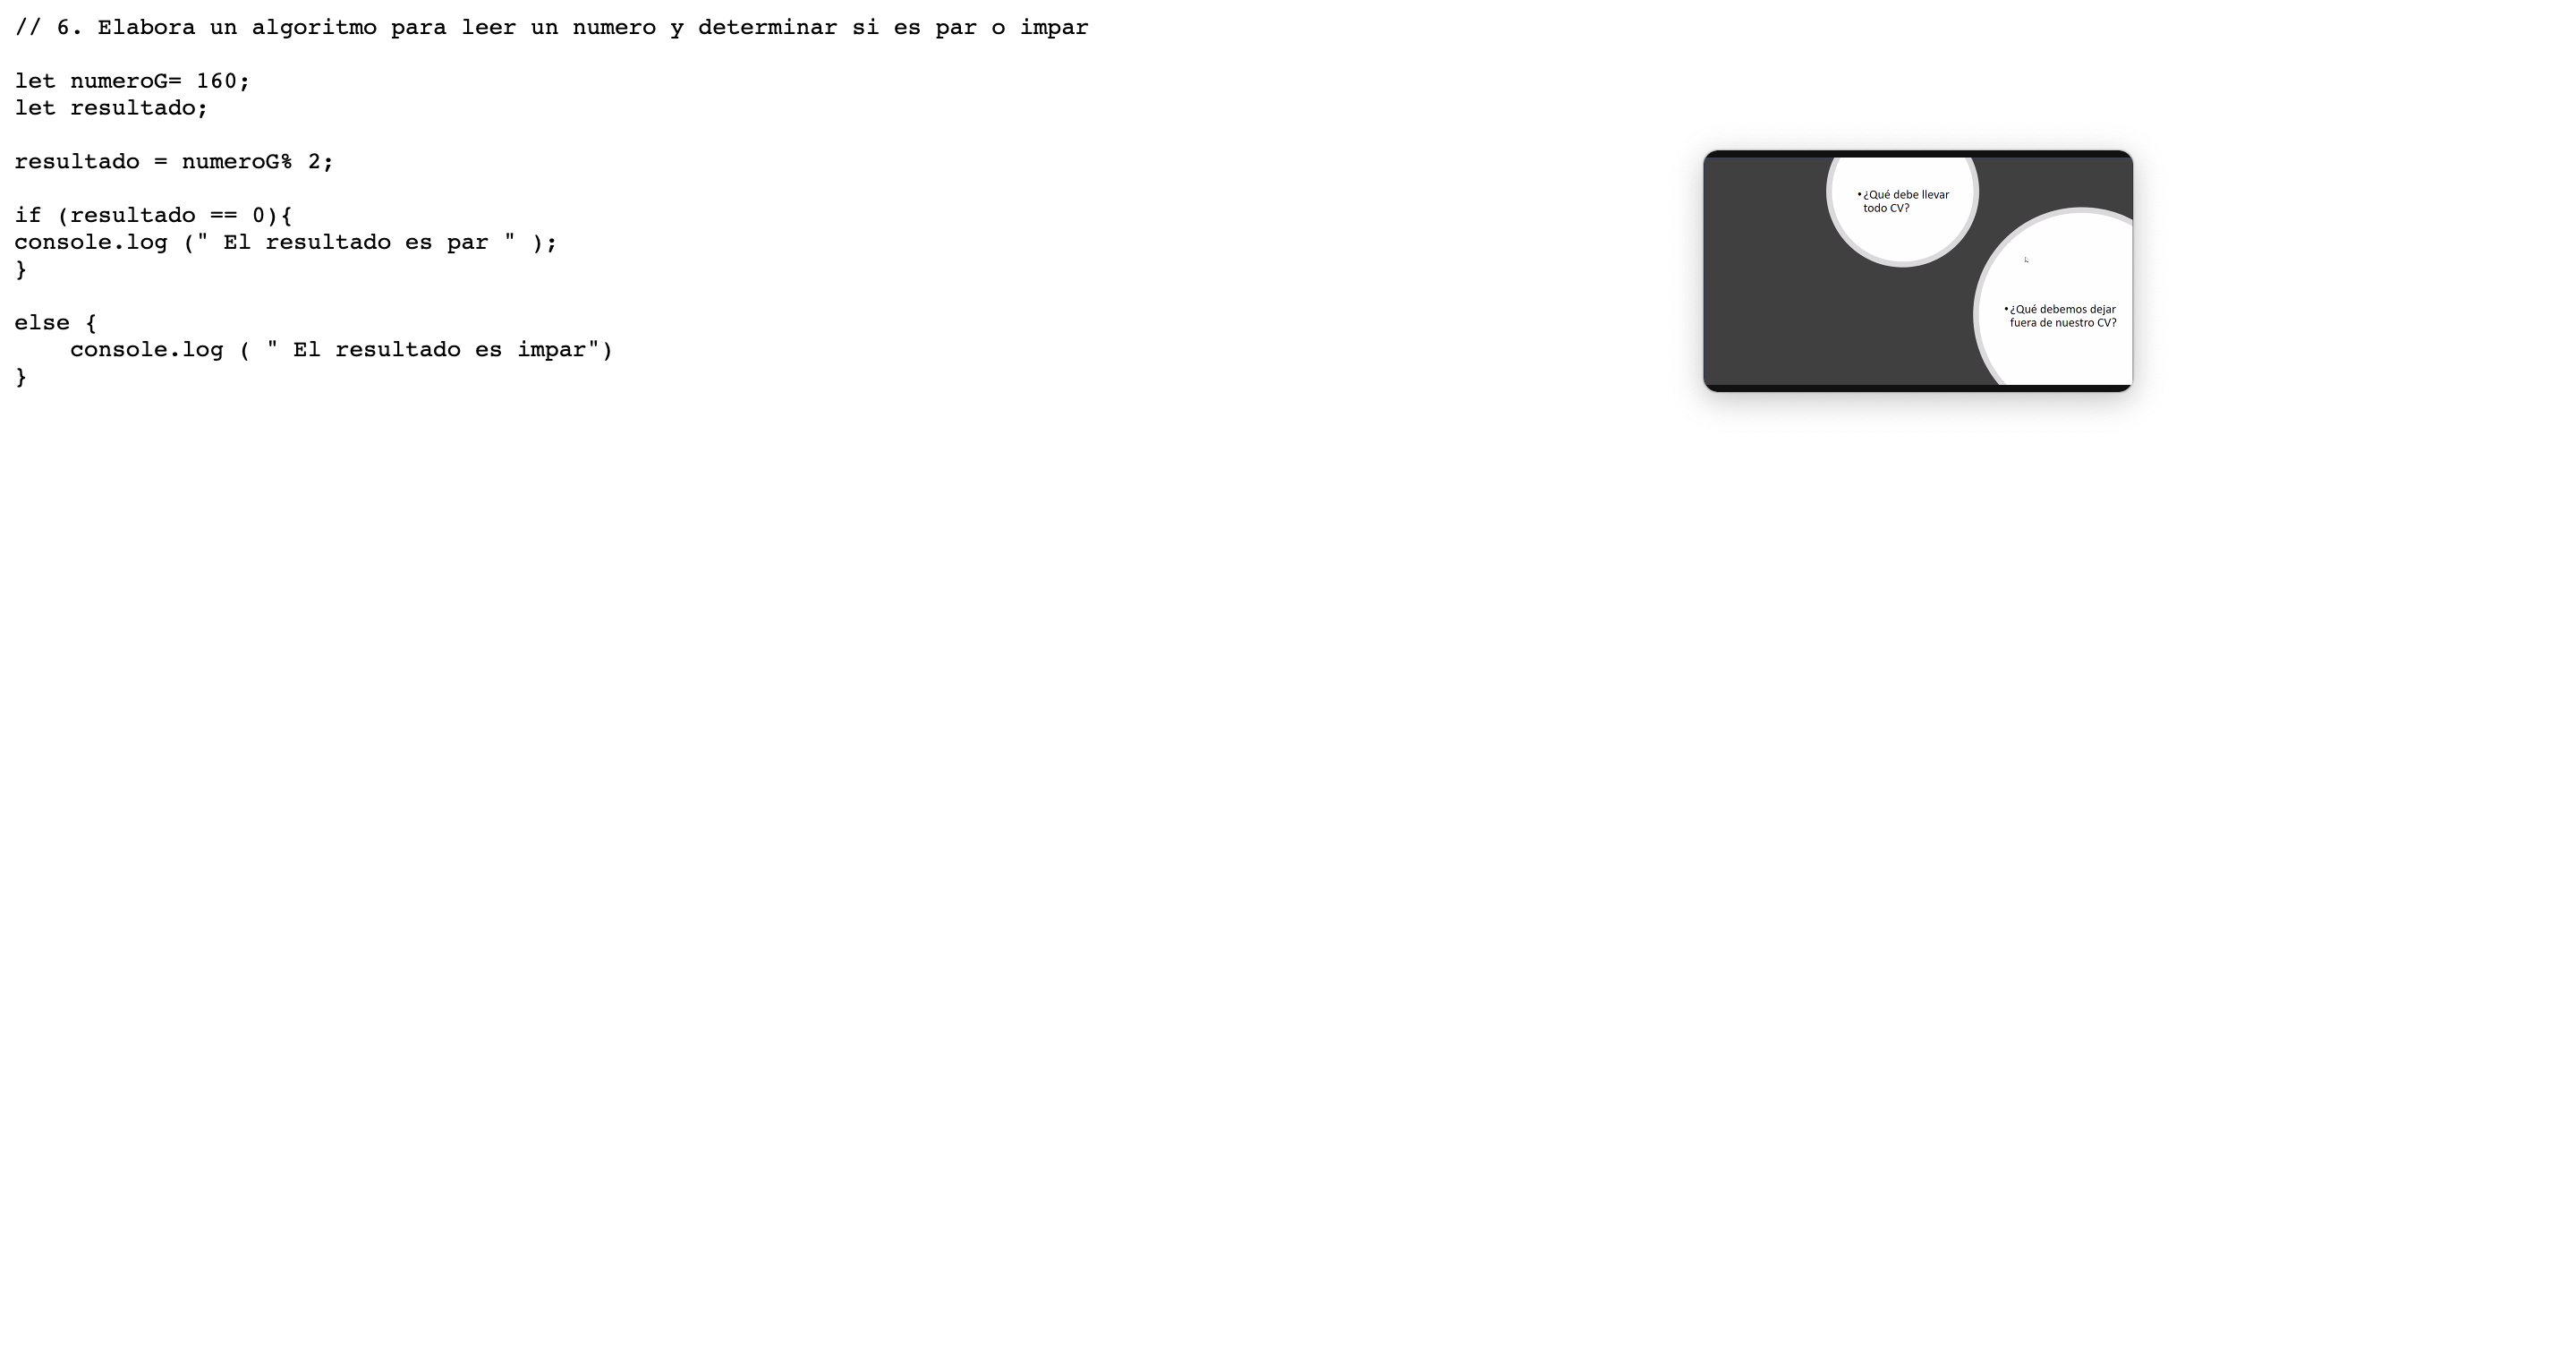 // 6. Elabora un algoritmo para leer un numero y determinar si es par o impar
let numeroG= 160;
let resultado;
resultado = numeroG% 2;
if (resultado == 0){
console.log (" El resultado es par " );
}
else {
    console.log ( " El resultado es impar")
}
•¿Qué debe llevar
todo CV?
•¿Qué debemos dejar
fuera de nuestro CV?